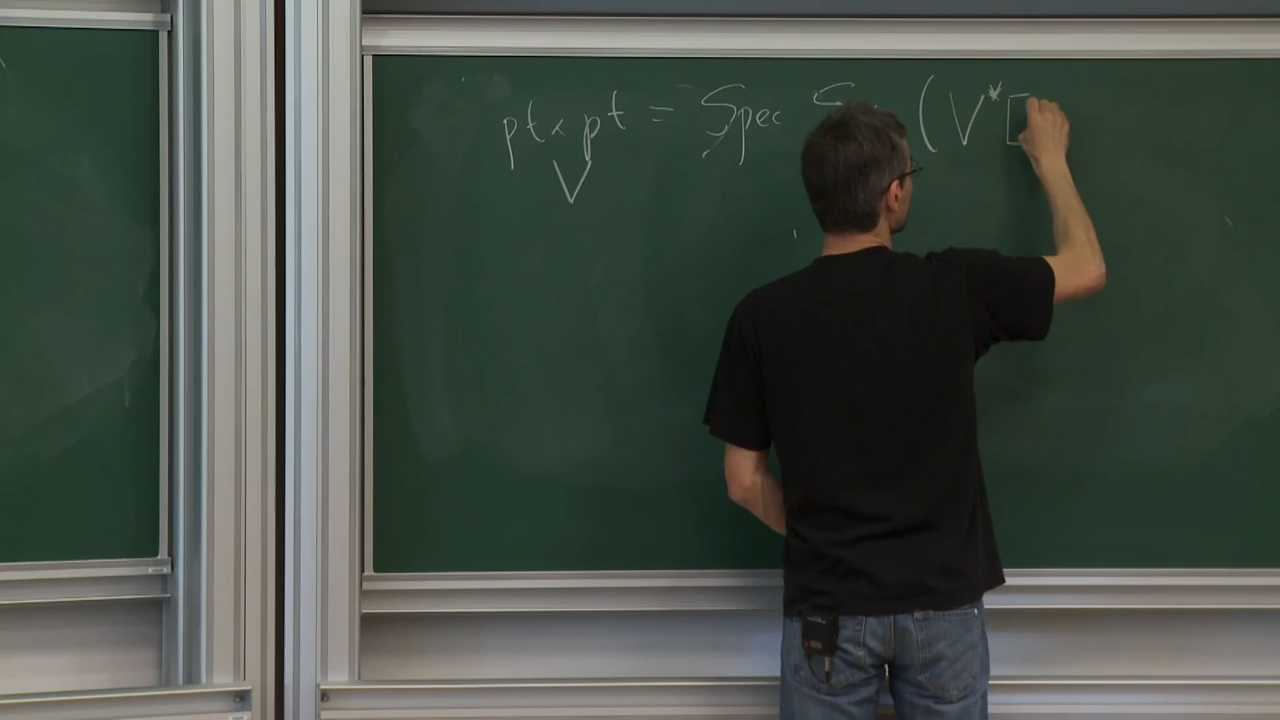 pt × pt = Spec S (V*[
V